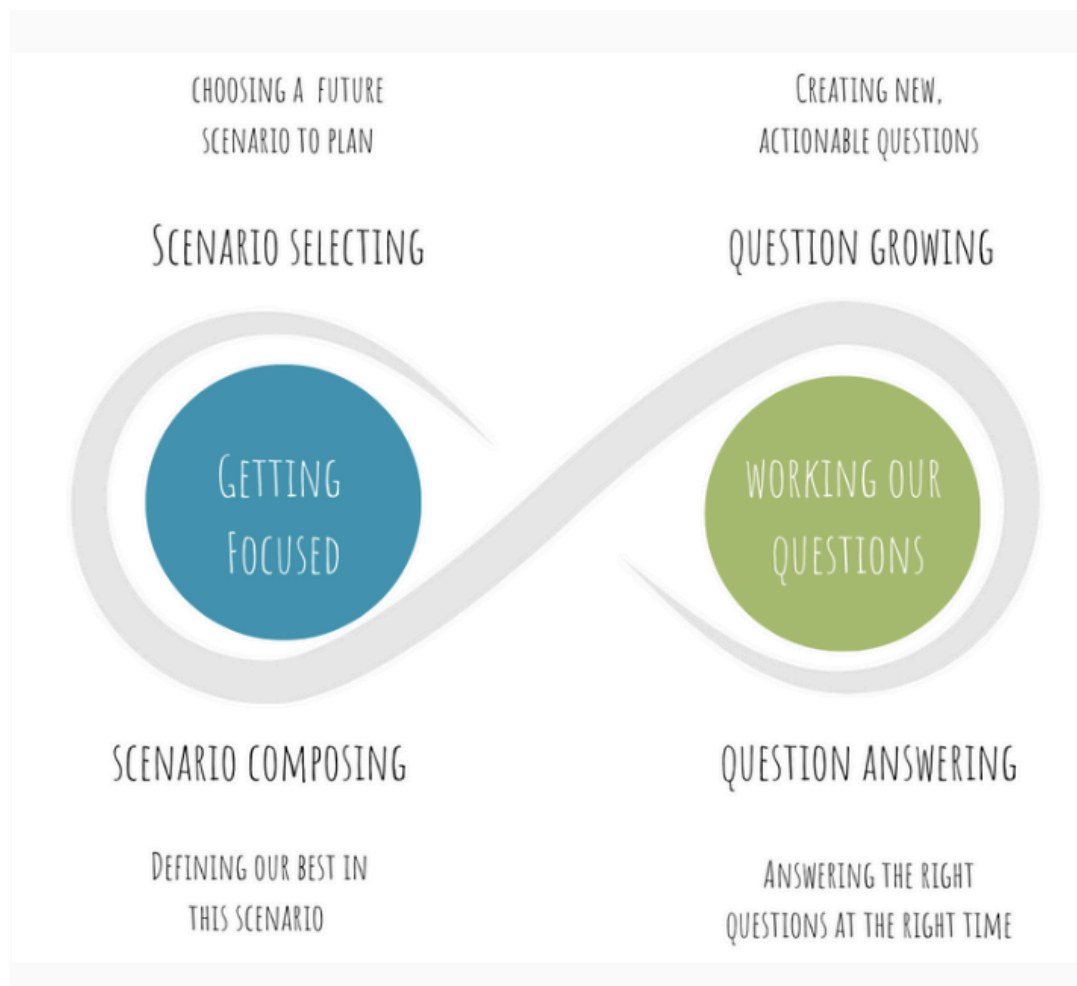 CHOOSING A FUTURE
SCENARIO TO PLAN
SCENARIO SELECTING
GETTING
FOCUSED
SCENARIO COMPOSING
DEFINING OUR BEST IN
THIS SCENARIO
CREATING NEW,
ACTIONABLE QUESTIONS
QUESTION GROWING
WORKING OUR
QUESTIONS
QUESTION ANSWERING
ANSWERING THE RIGHT
QUESTIONS AT THE RIGHT TIME